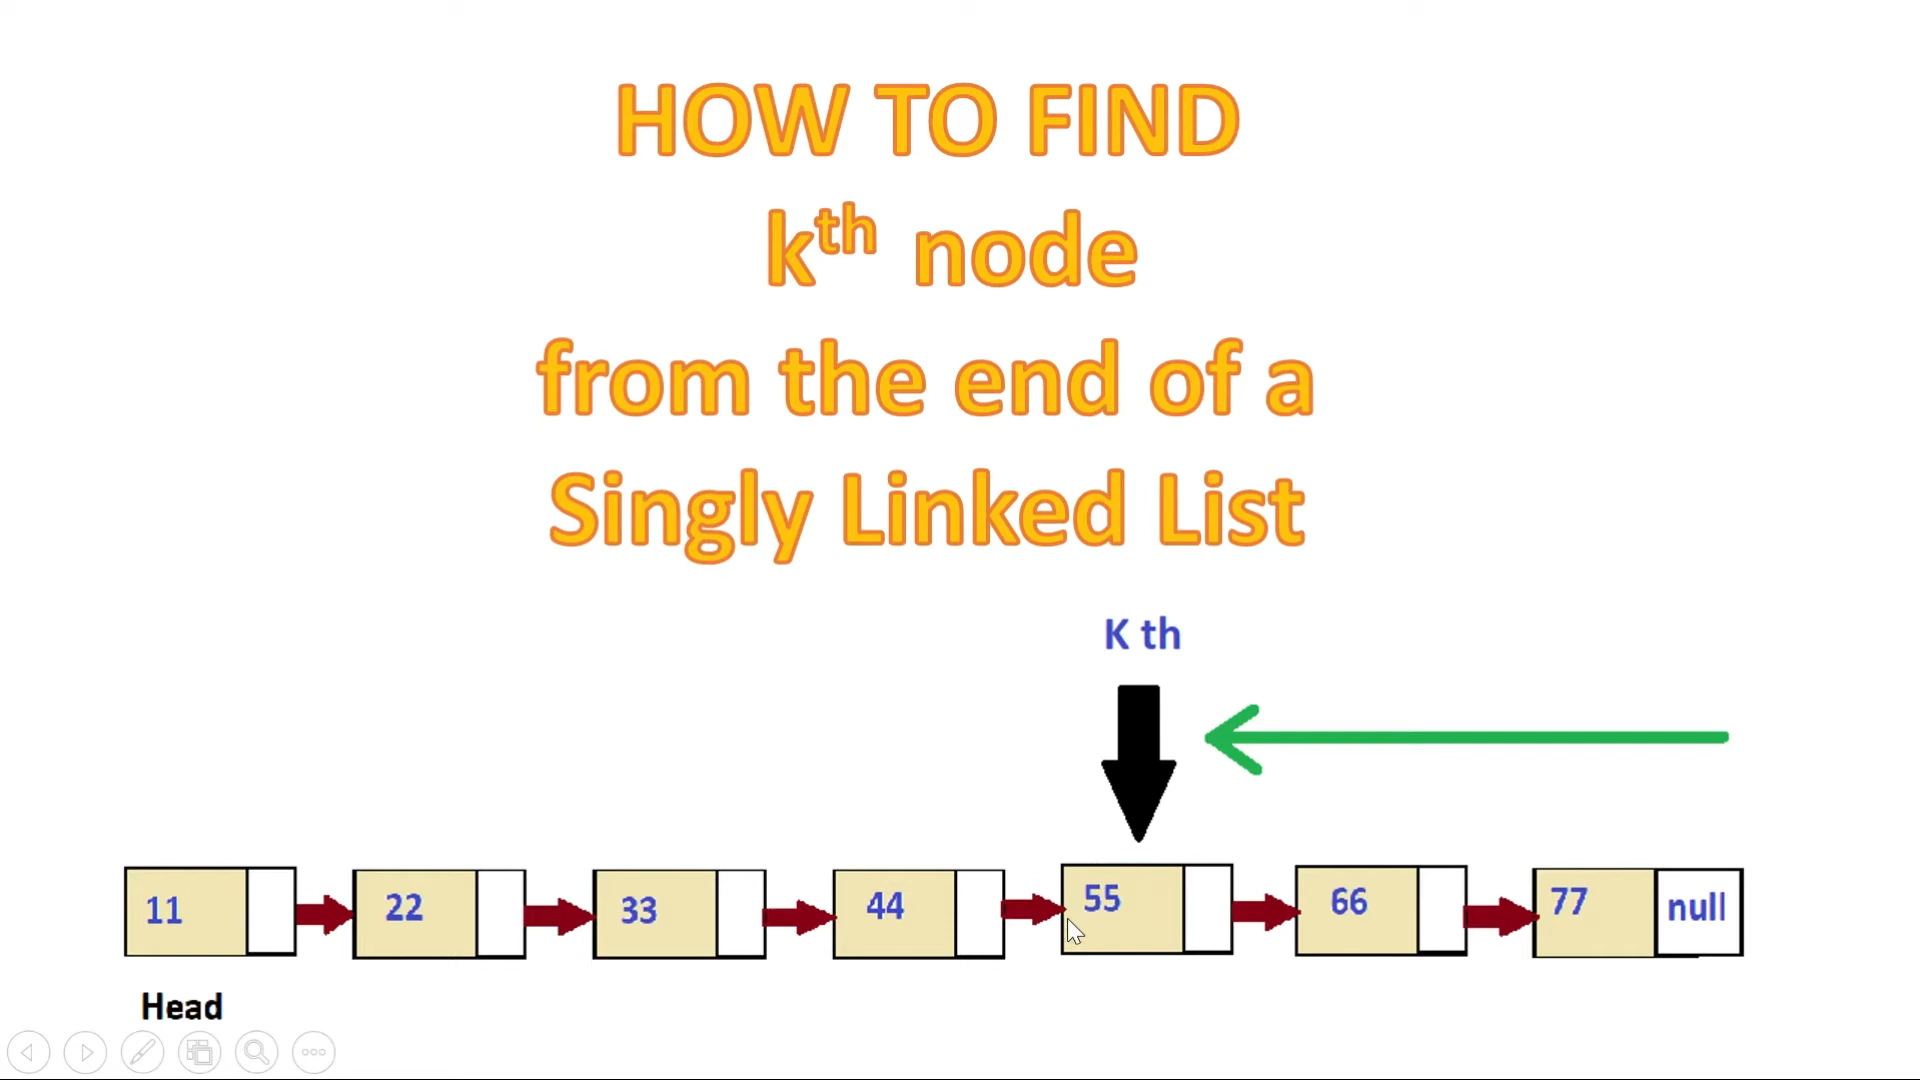 HOW TO FIND
kth node
from the end of a
Singly Linked List
K th
11 22 33 44 55 66 77 null
Head